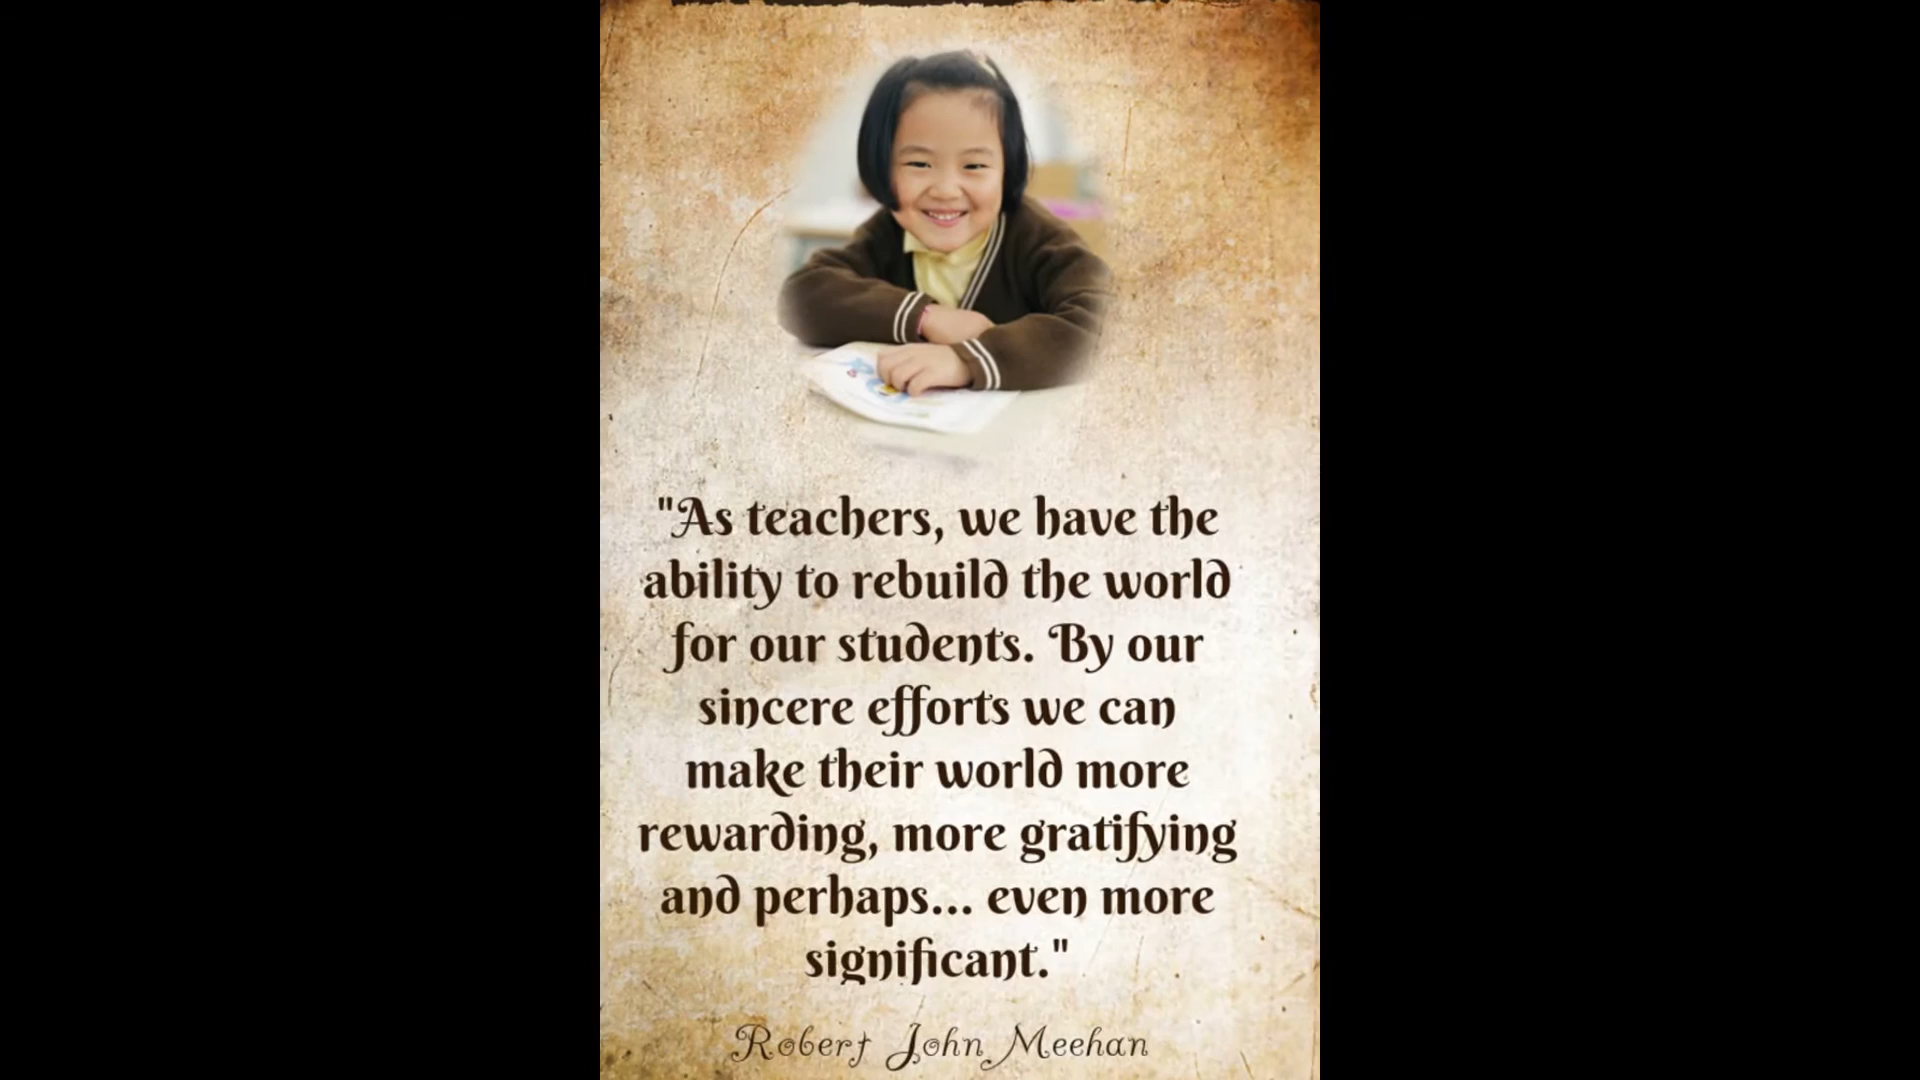 "As teachers, we have the
ability to rebuild the world
for our students. By our
sincere efforts we can
make their world more
rewarding, more gratifying
and perhaps... even more
significant."
Robert John Meehan